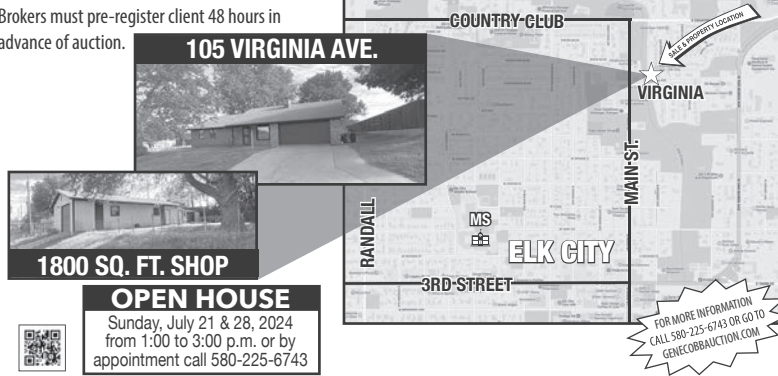 Brokers must pre-register client 48 hours in
advance of auction.
105 VIRGINIA AVE.
1800 SQ. FT. SHOP
OPEN HOUSE
Sunday, July 21 & 28, 2024
from 1:00 to 3:00 p.m. or by
appointment call 580-225-6743
COUNTRY CLUB
SALE & PROPERTY LOCATION
VIRGINIA
MAIN ST.
RANDALL
MS
ELK CITY
3RD STREET
FOR MORE INFORMATION
CALL 580-225-6743 OR GO TO
GENECOBBAUCTION.COM